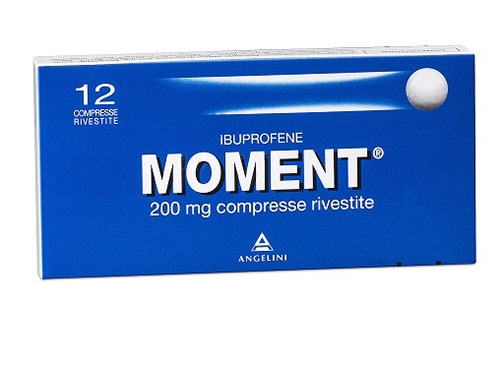 12
COMPRESSE
RIVESTITE
IBUPROFENE
MOMENT®
200 mg compresse rivestite
ANGELINI